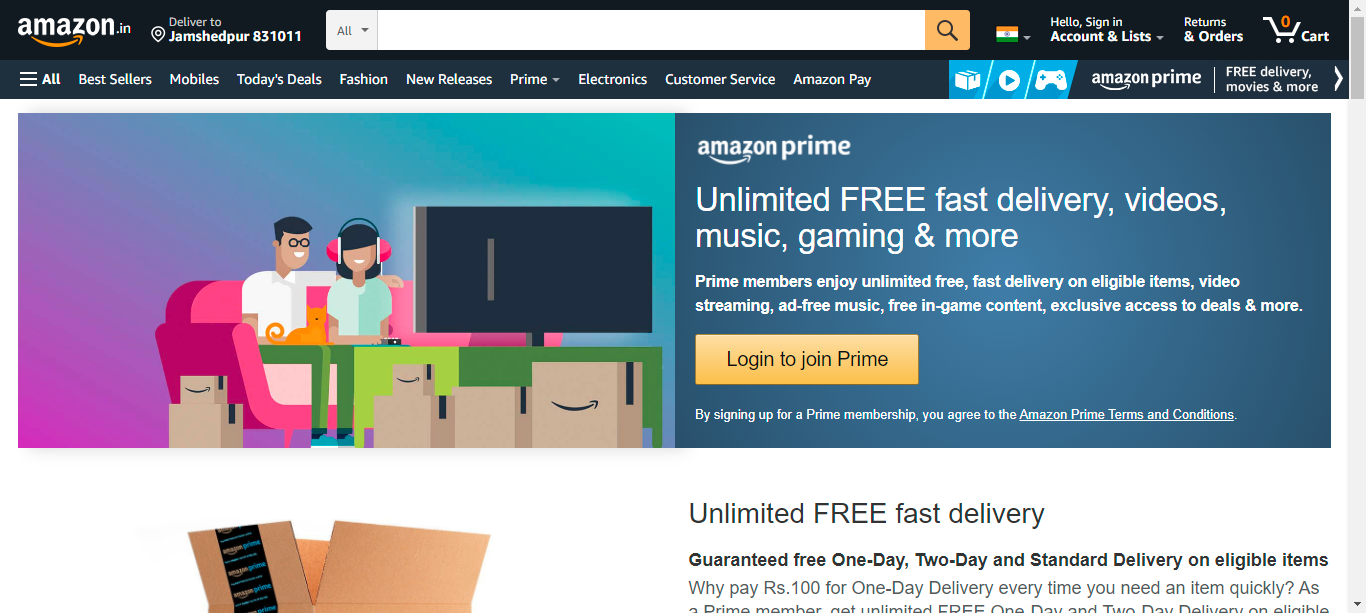 amazon.in
Deliver to
Jamshedpur 831011
All
Hello, Sign in
Account & Lists
Returns
& Orders
0
Cart
All
Best Sellers
Mobiles
Today's Deals
Fashion
New Releases
Prime
Electronics
Customer Service
Amazon Pay
amazon prime
FREE delivery,
movies & more
amazon prime
Unlimited FREE fast delivery, videos,
music, gaming & more
Prime members enjoy unlimited free, fast delivery on eligible items, video
streaming, ad-free music, free in-game content, exclusive access to deals & more.
Login to join Prime
By signing up for a Prime membership, you agree to the Amazon Prime Terms and Conditions.
amazon prime
amazon prime
amazon prime
Unlimited FREE fast delivery
Guaranteed free One-Day, Two-Day and Standard Delivery on eligible items
Why pay Rs.100 for One-Day Delivery every time you need an item quickly? As
a Prime member, get unlimited FREE One-Day and Two-Day Delivery on eligible